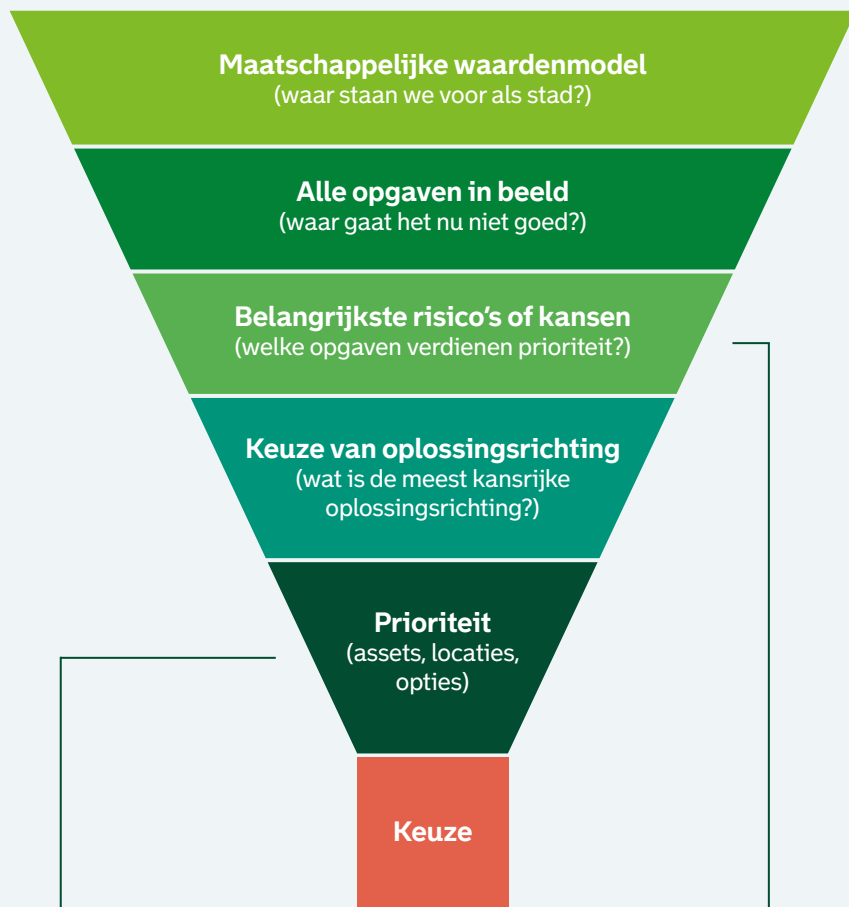 Maatschappelijke waardenmodel
(waar staan we voor als stad?)
Alle opgaven in beeld
(waar gaat het nu niet goed?)
Belangrijkste risico’s of kansen
(welke opgaven verdienen prioriteit?)
Keuze van oplossingsrichting
(wat is de meest kansrijke
oplossingsrichting?)
Prioriteit
(assets, locaties,
opties)
Keuze